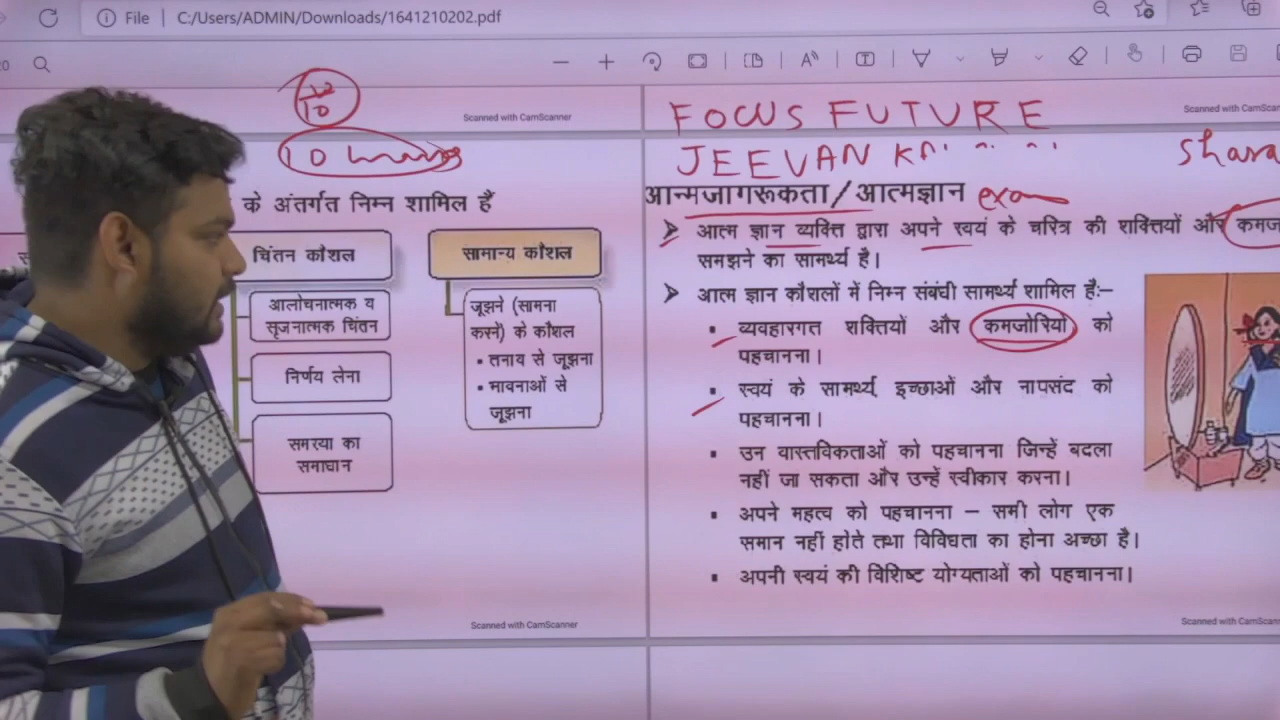 File | C:/Users/ADMIN/Downloads/1641210202.pdf
Scanned with CamScanner
10
FOCUS FUTURE
Scanned with CamScan
JEEVAN
के अंतर्गत निम्न शामिल हैं
चिंतन कौशल
आलोचनात्मक य
सृजनात्मक चिंतन
निर्णय लेना
समस्या का
समाधान
सामान्य कौशल
जूझने (सामना
करने) के कौशल
▪ तनाय से जूझना
▪ मावनाओं से
जूझना
Scanned with CamScanner
आत्मजागरूकता/आत्मज्ञान exam
➤ आत्म ज्ञान व्यक्ति द्वारा अपने स्वयं के चरित्र की शक्तियों और कमज
समझने का सामर्थ्य है।
➤ आत्म ज्ञान कौशलों में निम्न संबंधी सामर्थ्य शामिल है:–
▪ व्यवहारगत शक्तियों और कमजोरियों को
पहचानना।
▪ स्वयं के सामर्थ्य, इच्छाओं और नापसंद को
पहचानना।
▪ उन वास्तविकताओं को पहचानना जिन्हें बदला
नहीं जा सकता और उन्हें स्वीकार करना।
▪ अपने महत्व को पहचानना – समी लोग एक
समान नहीं होते तथा विविधता का होना अच्छा है।
▪ अपनी स्वयं की विशिष्ट योग्यताओं को पहचानना।
Scanned with CamScan